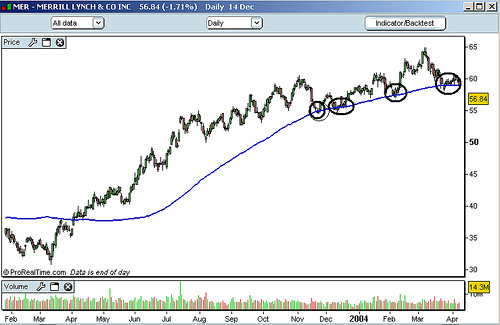 MER - MERRILL LYNCH & CO INC 56.84 (-1.71%) Daily 14 Dec
All data Daily Indicator/Backtest
Price
65
60
56.84
55
50
45
40
35
30
© ProRealTime.com Data is end of day
Volume
14.3M
10M
Feb Mar Apr May Jun Jul Aug Sep Oct Nov Dec 2004 Feb Mar Apr